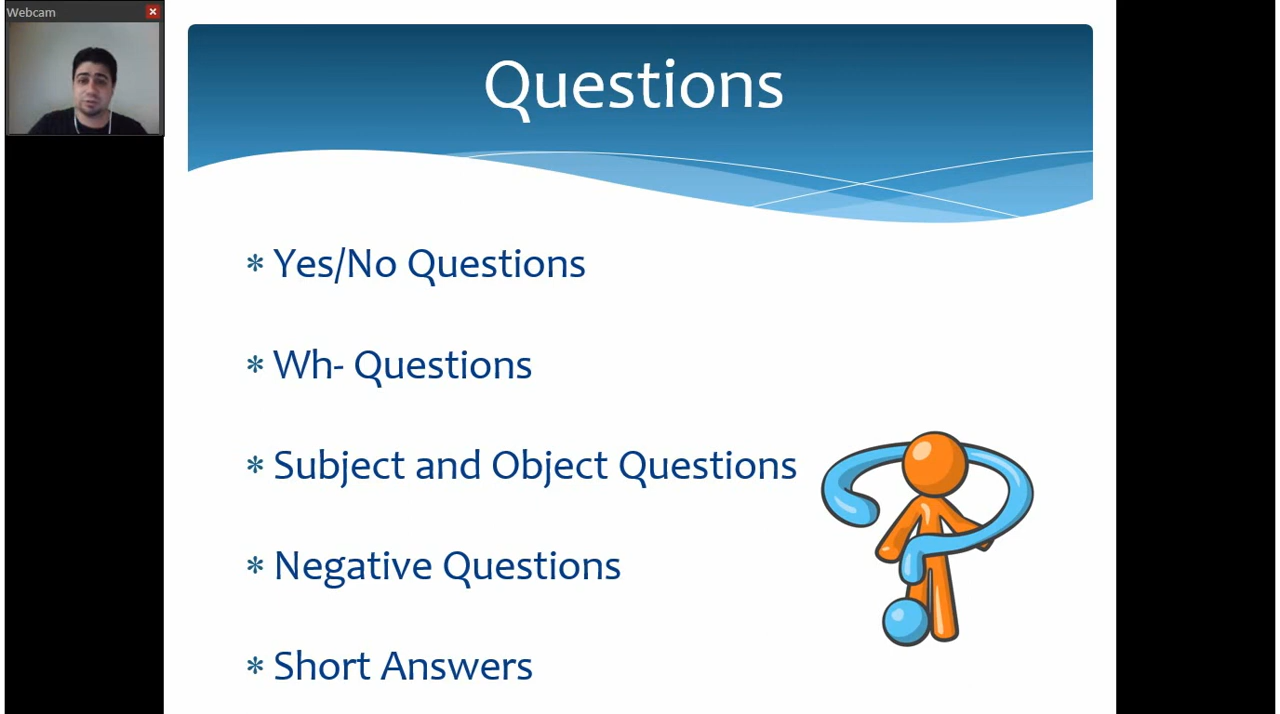 Webcam
Questions
* Yes/No Questions
* Wh- Questions
* Subject and Object Questions
* Negative Questions
* Short Answers